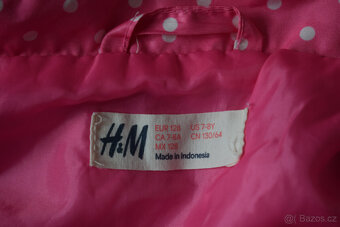 H&M
EUR 128 US 7-8Y
CA 7-8A CN 130/64
MX 128
Made in Indonesia
Bazos.cz